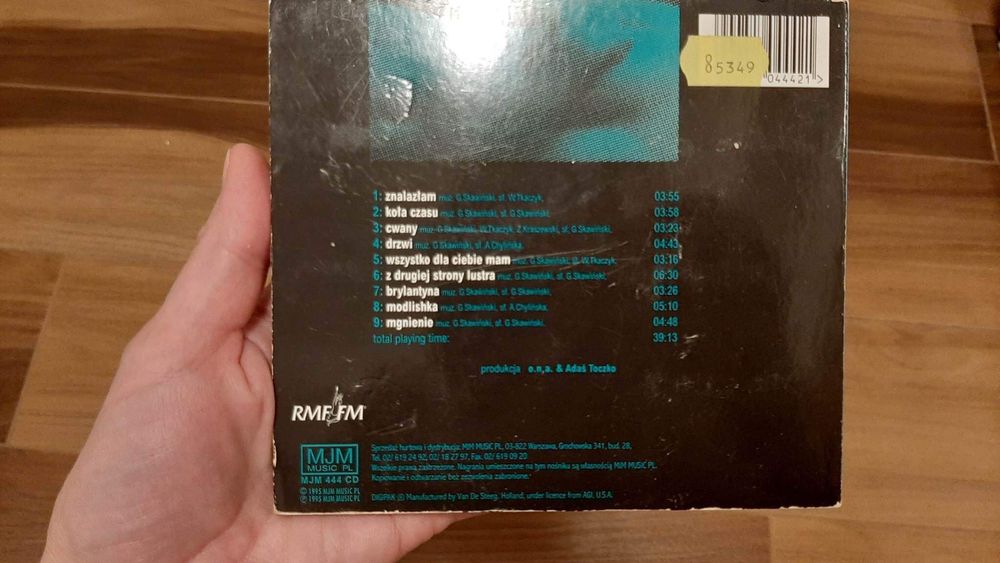 85349
044421>
1: znalazłam muz. G.Skawiński, sł. W.Tkaczyk, 03:55
2: koła czasu muz. G.Skawiński, sł. G.Skawiński, 03:58
3: cwany muz. G.Skawiński, W.Tkaczyk, Z.Kraszewski, sł. G.Skawiński, 03:23
4: drzwi muz. G.Skawiński, sł. A.Chylińska, 04:43
5: wszystko dla ciebie mam muz. G.Skawiński, sł. W.Tkaczyk, 03:16
6: z drugiej strony lustra muz. G.Skawiński, sł. G.Skawiński, 06:30
7: brylantyna muz. G.Skawiński, sł. G.Skawiński, 03:26
8: modlishka muz. G.Skawiński, sł. A.Chylińska, 05:10
9: mgnienie muz. G.Skawiński, sł. G.Skawiński, 04:48
total playing time: 39:13
produkcja o.n,a. & Adaś Toczko
RMF FM
MJM
MUSIC PL
MJM 444 CD
© 1995 MJM MUSIC PL
℗ 1995 MJM MUSIC PL
Sprzedaż hurtowa i dystrybucja: MJM MUSIC PL, 03-822 Warszawa, Grochowska 341, bud. 28,
Tel. 02/ 619 24 92, 02/ 18 27 97, Fax. 02/ 619 09 20
Wszelkie prawa zastrzeżone. Nagrania umieszczone na tym nośniku są własnością MJM MUSIC PL.
Kopiowanie i odtwarzanie bez zezwolenia zabronione."
DIGIPAK ® Manufactured by Van De Steeg, Holland, under licence from AGI, U.S.A.